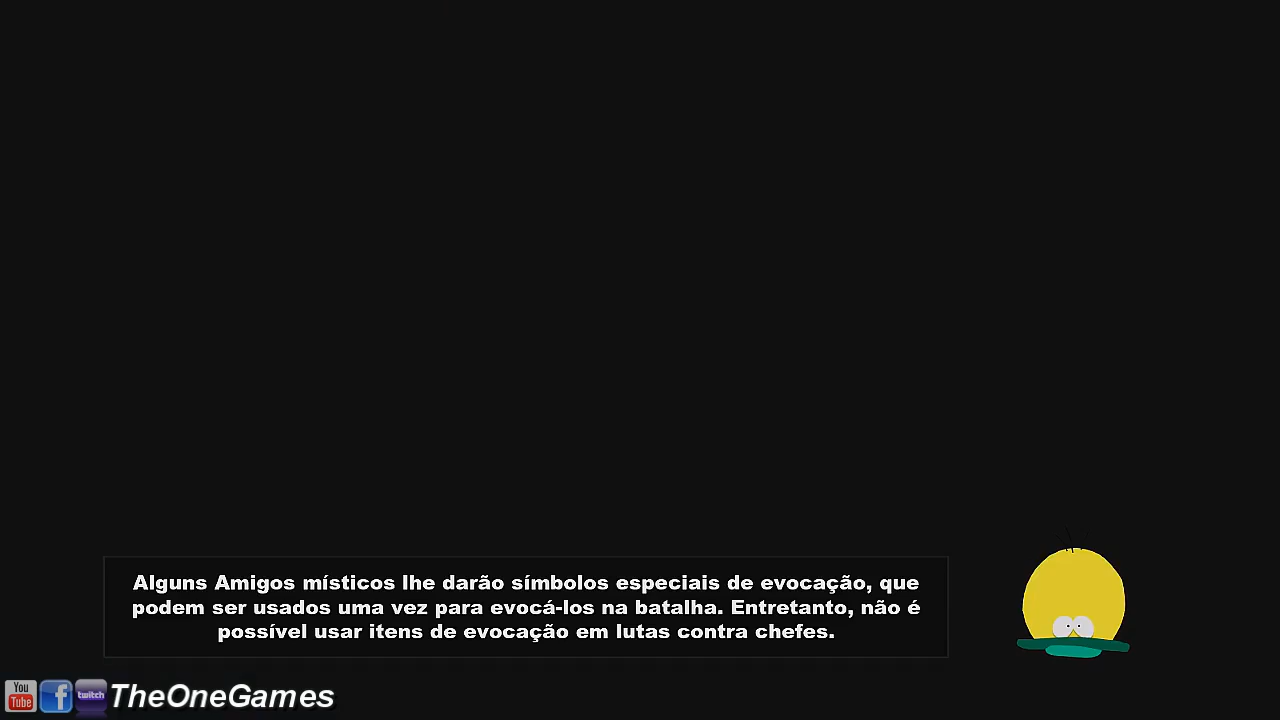 Alguns Amigos místicos lhe darão símbolos especiais de evocação, que
podem ser usados uma vez para evocá-los na batalha. Entretanto, não é
possível usar itens de evocação em lutas contra chefes.
You Tube f twitch TheOneGames